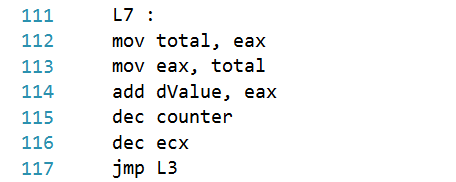 111 L7 :
112 mov total, eax
113 mov eax, total
114 add dValue, eax
115 dec counter
116 dec ecx
117 jmp L3